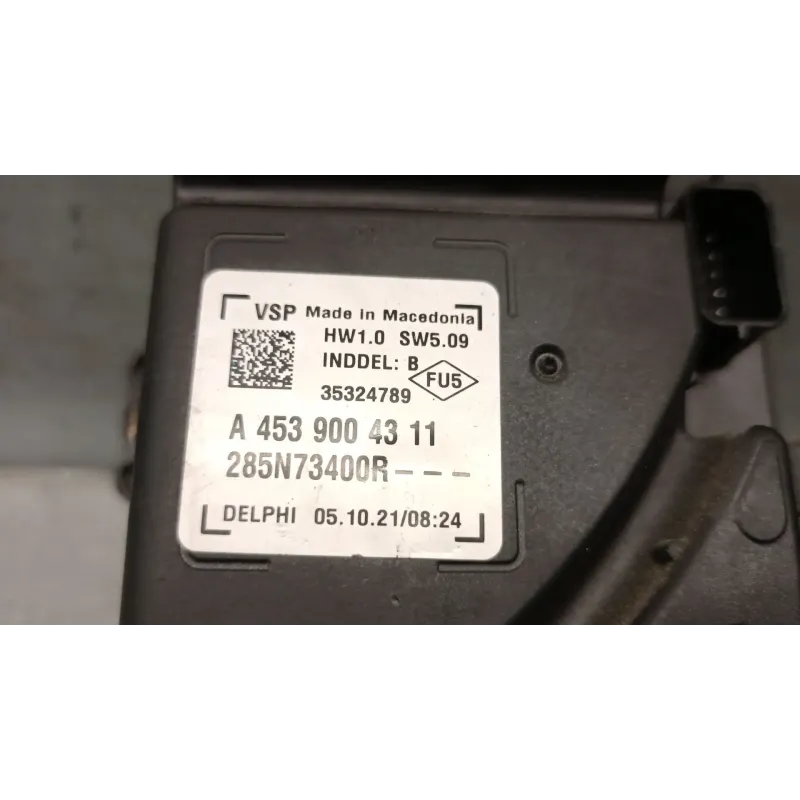 VSP Made in Macedonia
HW1.0 SW5.09
INDDEL: B
FU5
35324789
A 453 900 43 11
285N73400R---
DELPHI 05.10.21/08:24